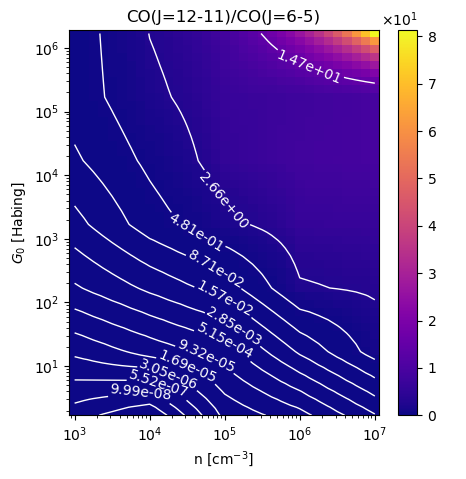 CO(J=12-11)/CO(J=6-5)
×10¹
10⁶
10⁵
10⁴
10³
10²
10¹
G₀ [Habing]
1.47e+01
2.66e+00
4.81e-01
8.71e-02
1.57e-02
2.85e-03
5.15e-04
9.32e-05
1.69e-05
3.05e-06
5.52e-07
9.99e-08
8
7
6
5
4
3
2
1
0
10³ 10⁴ 10⁵ 10⁶ 10⁷
n [cm⁻³]